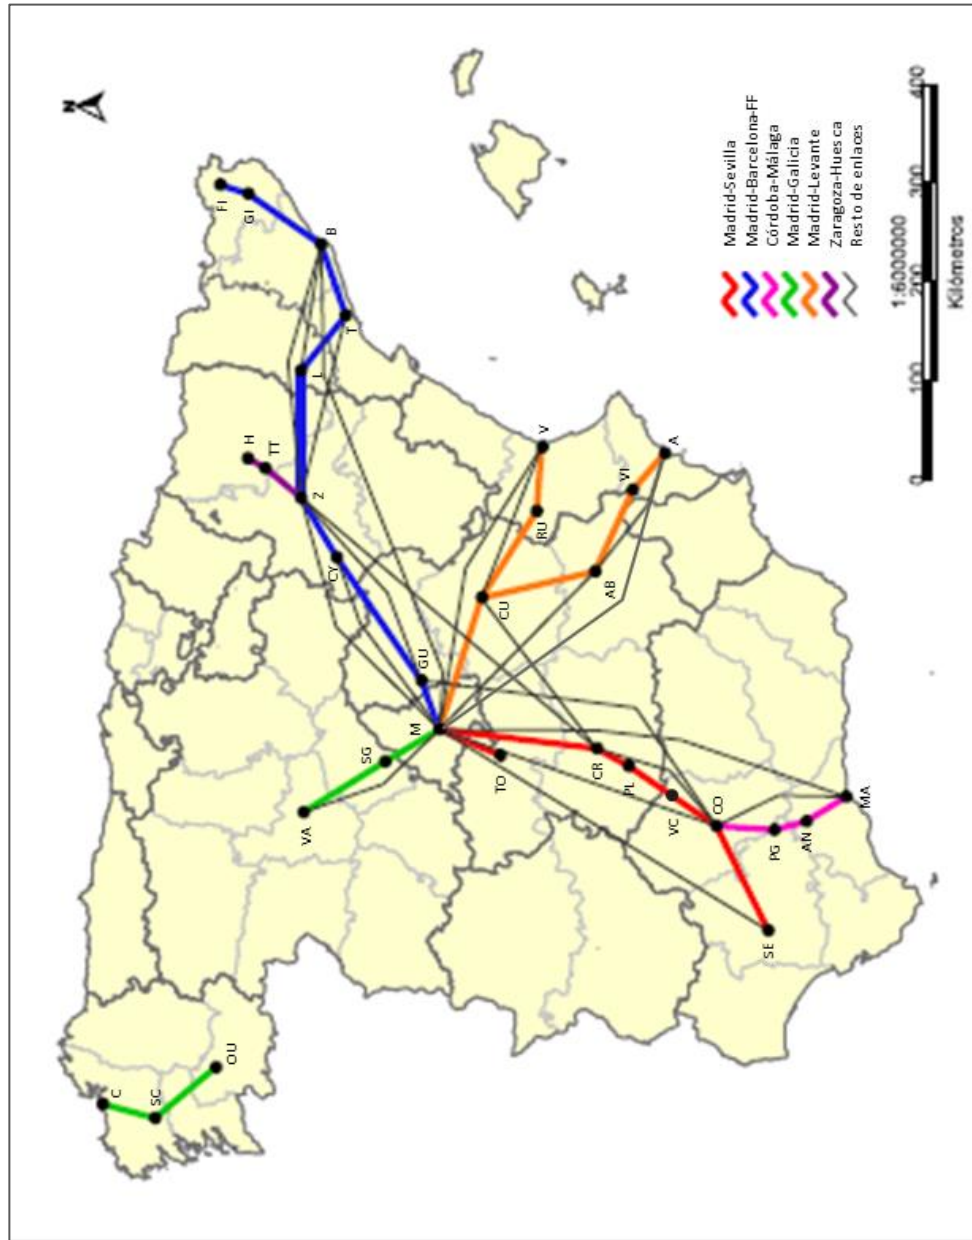 N
C
SC
FI
OU
H
GI
TT
VA
Z
L
B
CY
T
SG
M
GU
TO
CU
RU
V
CR
AB
VI
PL
VC
A
CO
SE
PG
AN
MA
Madrid-Sevilla
Madrid-Barcelona-FF
Córdoba-Málaga
Madrid-Galicia
Madrid-Levante
Zaragoza-Huesca
Resto de enlaces
1:6000000
0 100 200 300 400
Kilómetros